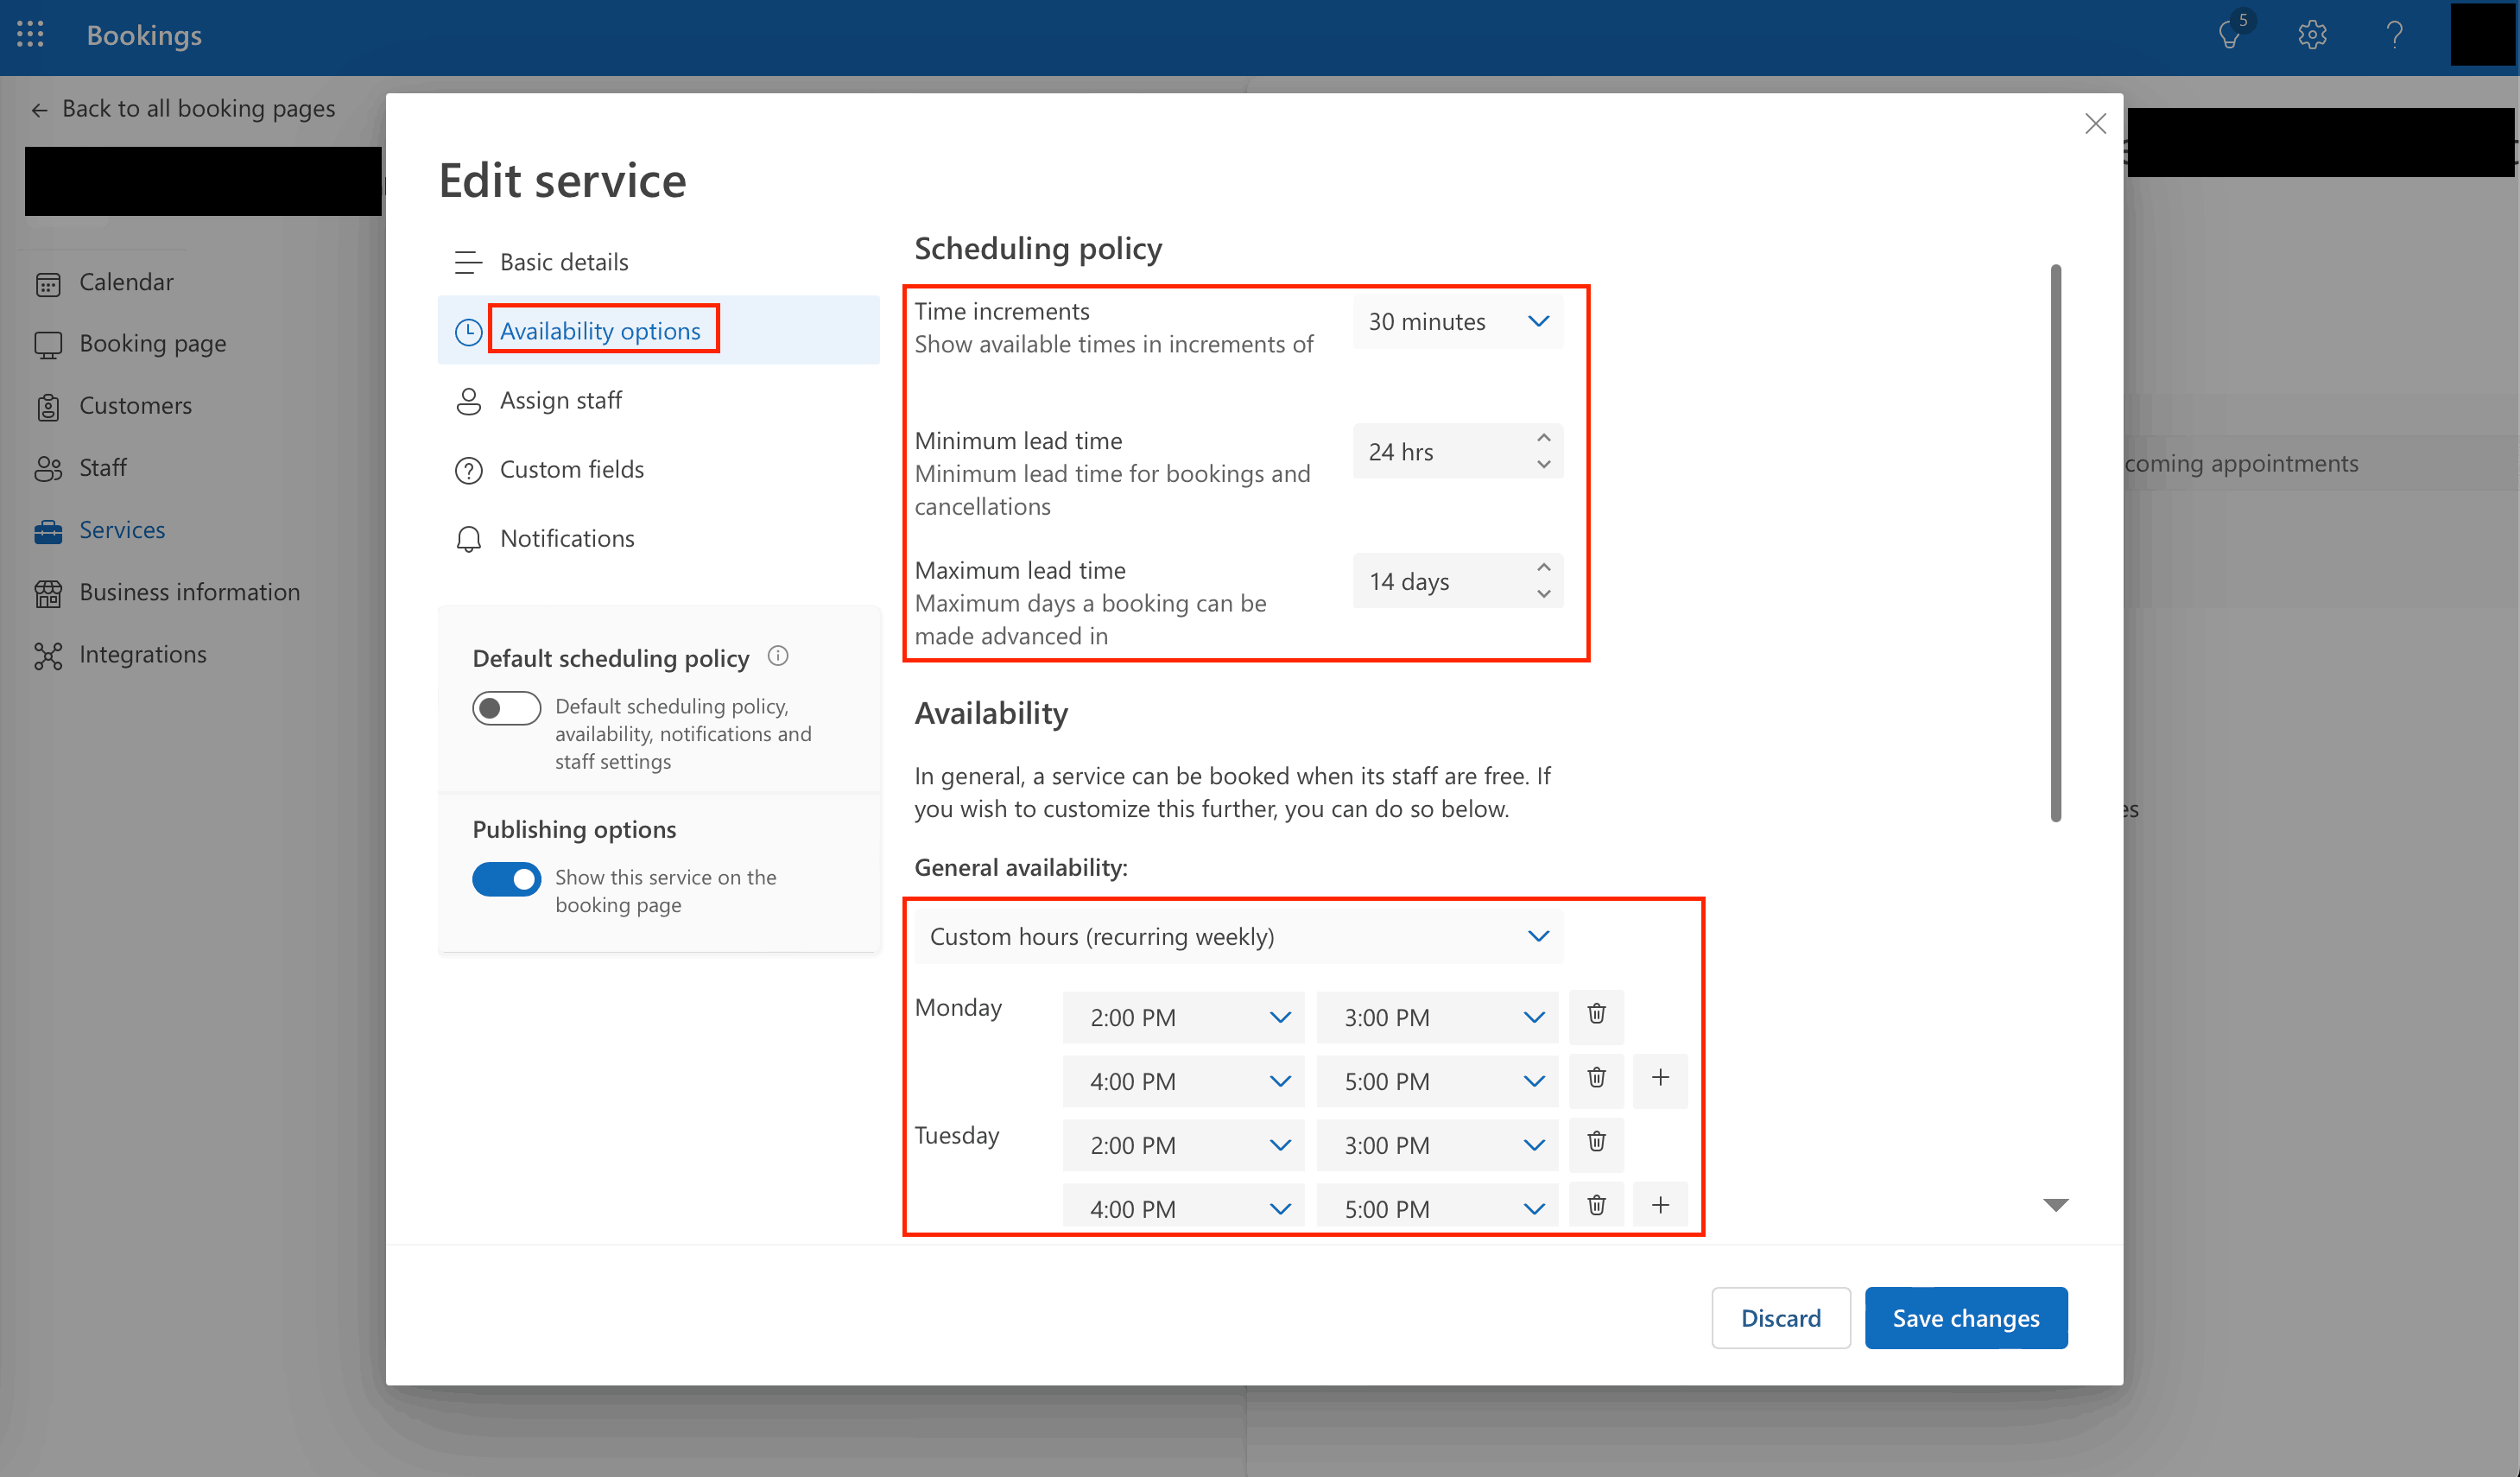 Bookings
5
Back to all booking pages
Calendar
Booking page
Customers
Staff
Services
Business information
Integrations
Edit service
Basic details
Availability options
Assign staff
Custom fields
Notifications
Default scheduling policy
Default scheduling policy,
availability, notifications and
staff settings
Publishing options
Show this service on the
booking page
Scheduling policy
Time increments
Show available times in increments of
30 minutes
Minimum lead time
Minimum lead time for bookings and
cancellations
24 hrs
Maximum lead time
Maximum days a booking can be
made advanced in
14 days
Availability
In general, a service can be booked when its staff are free. If
you wish to customize this further, you can do so below.
General availability:
Custom hours (recurring weekly)
Monday 2:00 PM 3:00 PM
4:00 PM 5:00 PM
Tuesday 2:00 PM 3:00 PM
4:00 PM 5:00 PM
Discard
Save changes
coming appointments